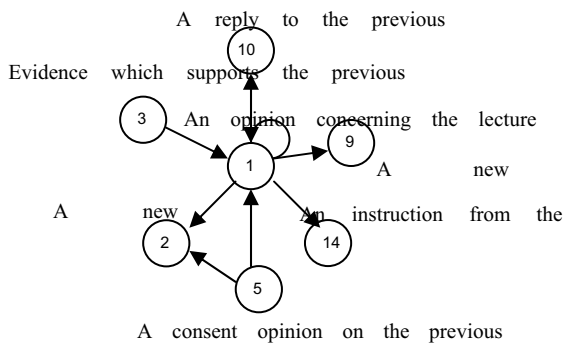 A reply to the previous
10
Evidence which supports the previous
3
An opinion concerning the lecture
9
1
A new
A new
An instruction from the
2
14
5
A consent opinion on the previous